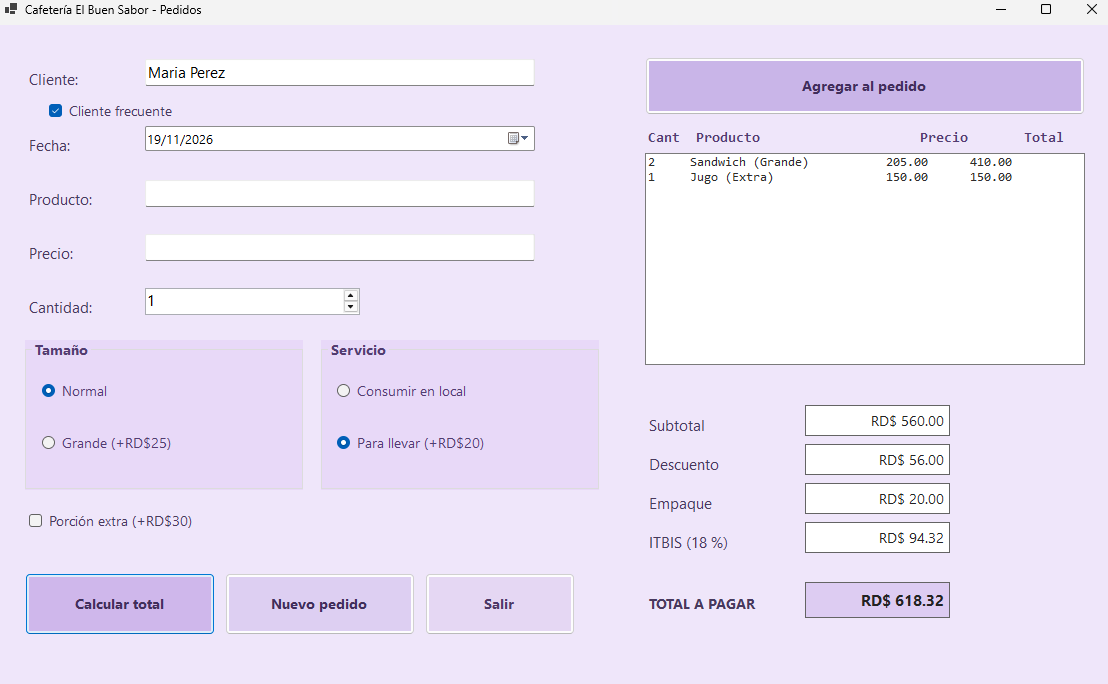 Cafetería El Buen Sabor - Pedidos
Cliente: Maria Perez
Cliente frecuente
Fecha: 19/11/2026
Producto:
Precio:
Cantidad: 1
Tamaño
Normal
Grande (+RD$25)
Servicio
Consumir en local
Para llevar (+RD$20)
Porción extra (+RD$30)
Calcular total
Nuevo pedido
Salir
Agregar al pedido
Cant Producto Precio Total
2 Sandwich (Grande) 205.00 410.00
1 Jugo (Extra) 150.00 150.00
Subtotal RD$ 560.00
Descuento RD$ 56.00
Empaque RD$ 20.00
ITBIS (18 %) RD$ 94.32
TOTAL A PAGAR RD$ 618.32